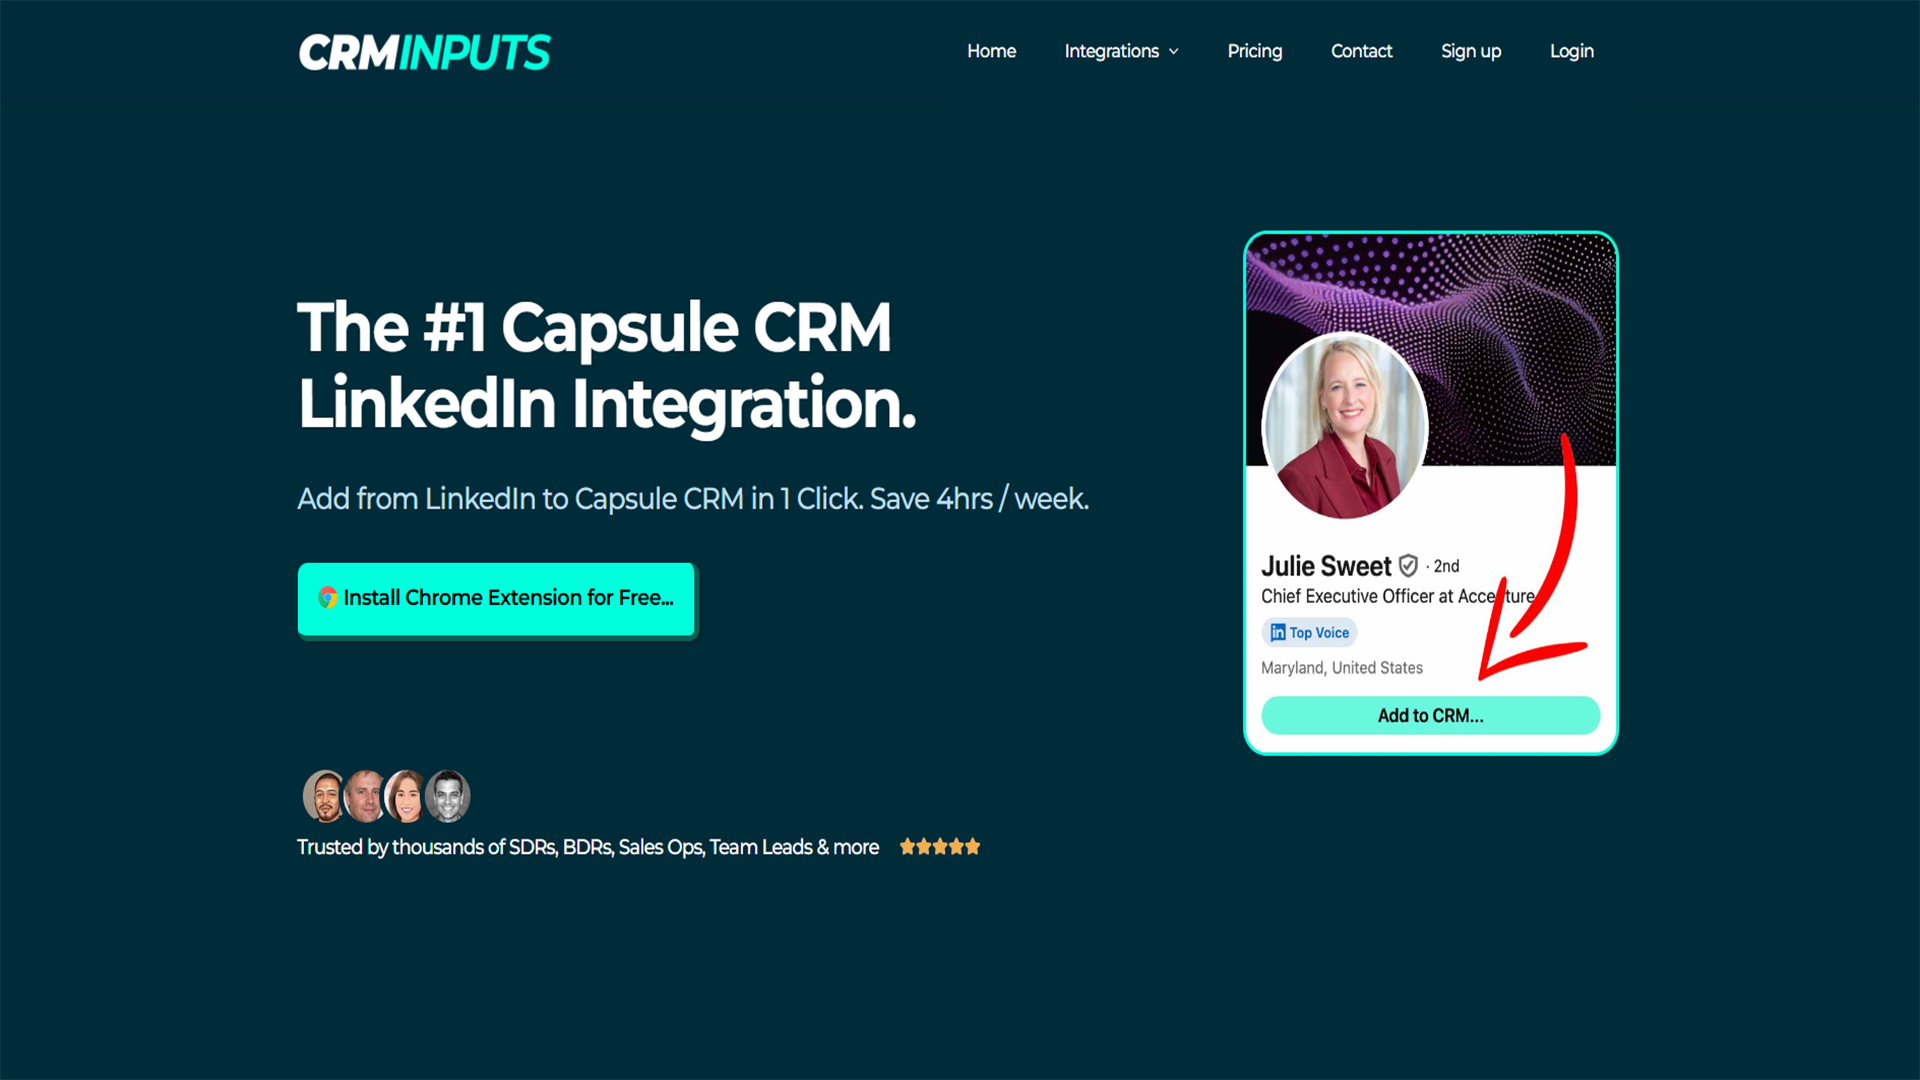 CRMINPUTS
Home Integrations Pricing Contact Sign up Login
The #1 Capsule CRM
LinkedIn Integration.
Add from LinkedIn to Capsule CRM in 1 Click. Save 4hrs / week.
Install Chrome Extension for Free...
Trusted by thousands of SDRs, BDRs, Sales Ops, Team Leads & more
Julie Sweet · 2nd
Chief Executive Officer at Accenture
in Top Voice
Maryland, United States
Add to CRM...